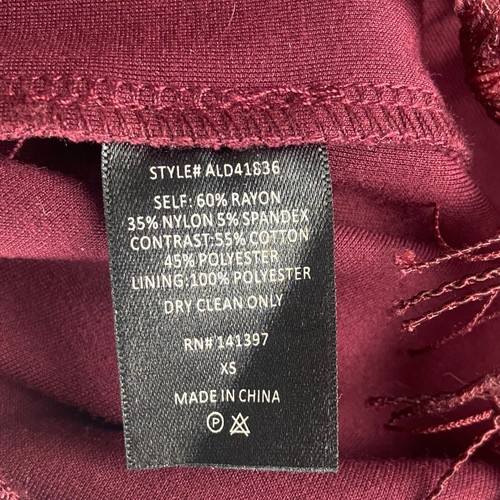 STYLE# ALD41836
SELF: 60% RAYON
35% NYLON 5% SPANDEX
CONTRAST:55% COTTON
45% POLYESTER
LINING:100% POLYESTER
DRY CLEAN ONLY
RN# 141397
XS
MADE IN CHINA
P